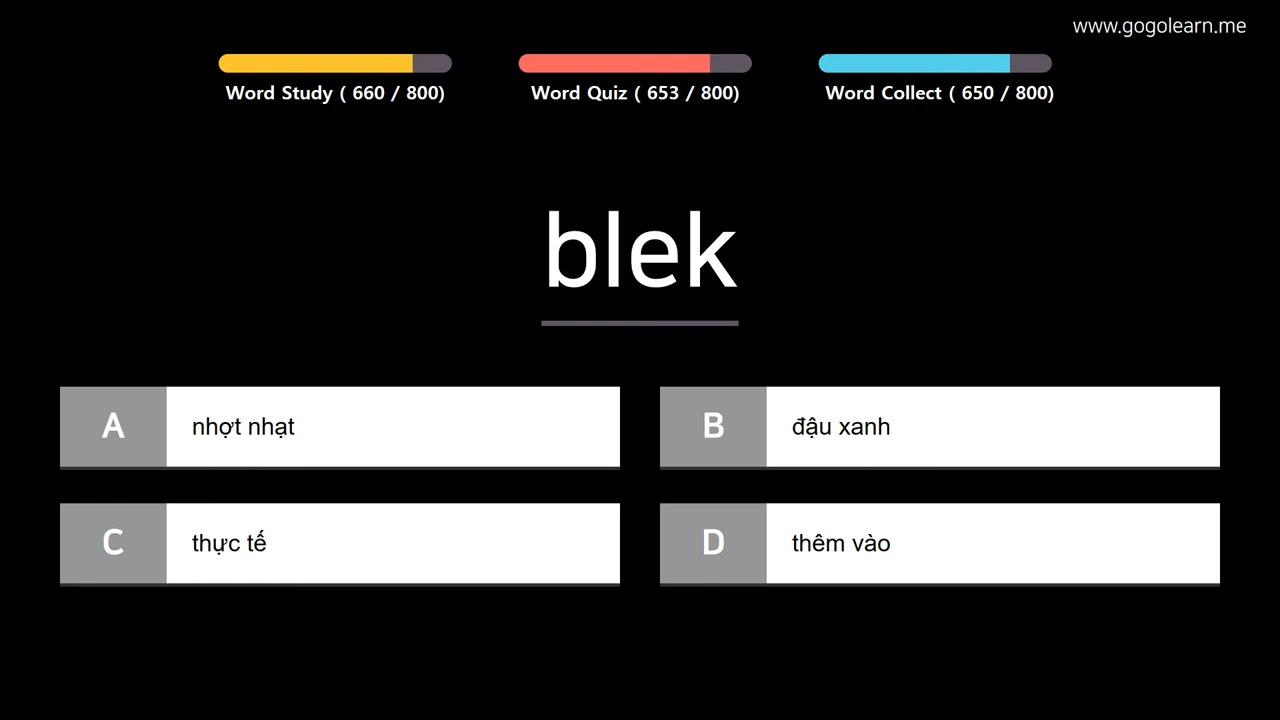 www.gogolearn.me
Word Study ( 660 / 800)
Word Quiz ( 653 / 800)
Word Collect ( 650 / 800)
blek
A nhợt nhạt
B đậu xanh
C thực tế
D thêm vào